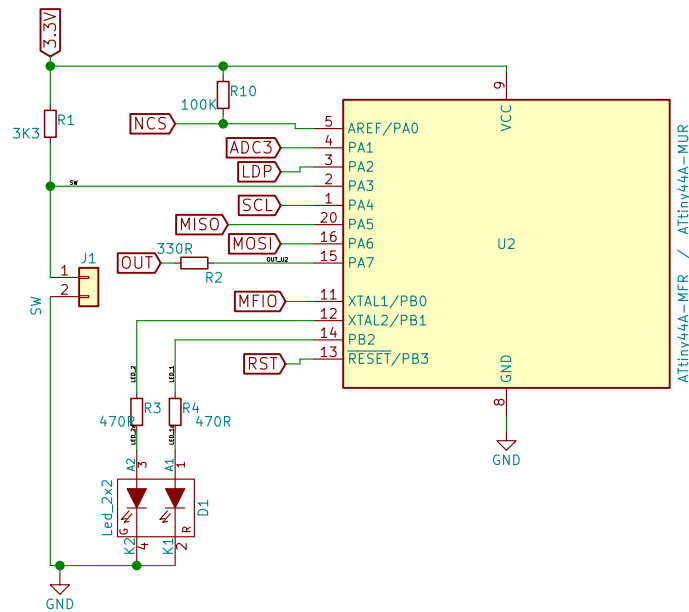 3.3V
R1
3K3
R10
100K
NCS
ADC3
LDP
SW
SCL
MISO
MOSI
330R
OUT
R2
OUT_U2
MFIO
RST
J1
1
2
SW
5
4
3
2
1
20
16
15
11
12
14
13
AREF/PA0
PA1
PA2
PA3
PA4
PA5
PA6
PA7
XTAL1/PB0
XTAL2/PB1
PB2
RESET/PB3
9
VCC
U2
GND
8
GND
ATtiny44A-MFR / ATtiny44A-MUR
LED_2
LED_1
R3
R4
470R
470R
A2
3
A1
1
Led_2x2
D1
G
R
K2
4
K1
2
GND